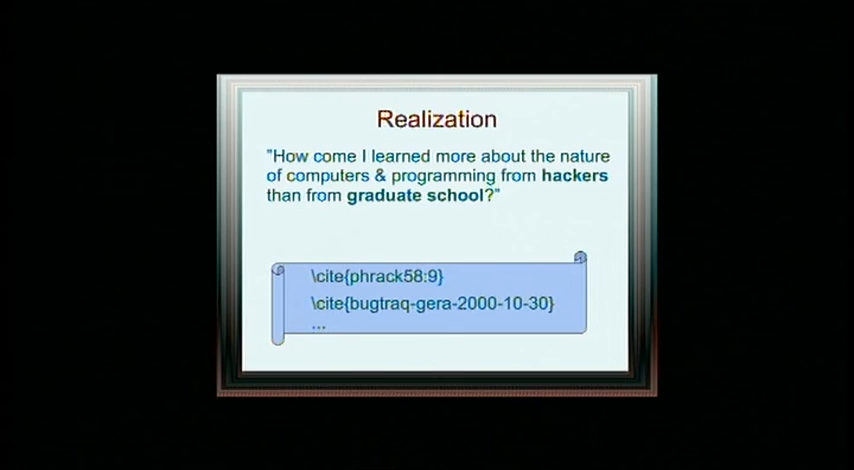 Realization
"How come I learned more about the nature
of computers & programming from hackers
than from graduate school?"
\cite{phrack58:9}
\cite{bugtraq-gera-2000-10-30}
...